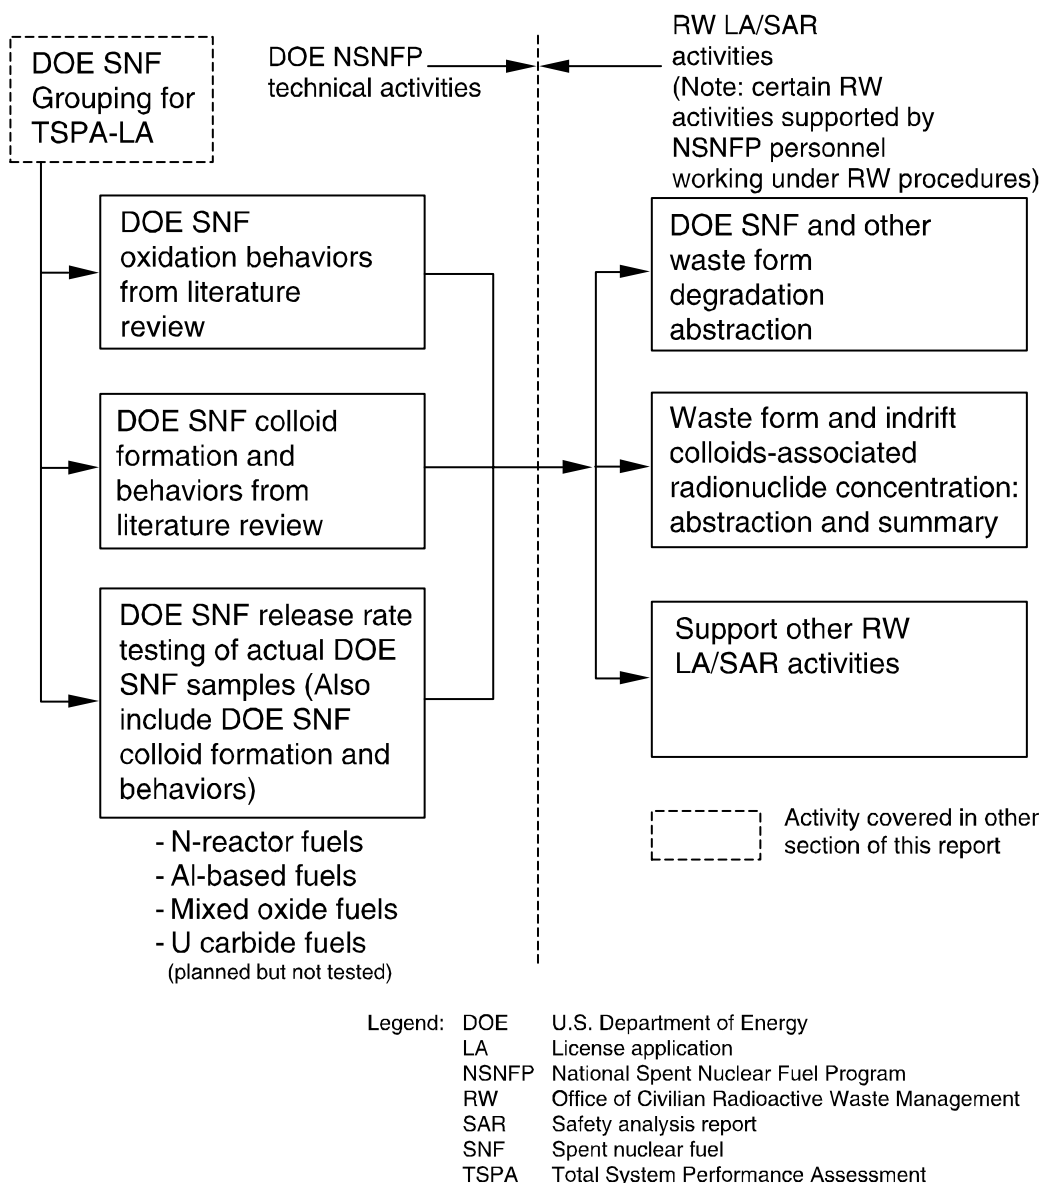 DOE SNF
Grouping for
TSPA-LA
DOE NSNFP
technical activities
RW LA/SAR
activities
(Note: certain RW
activities supported by
NSNFP personnel
working under RW procedures)
DOE SNF
oxidation behaviors
from literature
review
DOE SNF colloid
formation and
behaviors from
literature review
DOE SNF release rate
testing of actual DOE
SNF samples (Also
include DOE SNF
colloid formation and
behaviors)
- N-reactor fuels
- Al-based fuels
- Mixed oxide fuels
- U carbide fuels
(planned but not tested)
DOE SNF and other
waste form
degradation
abstraction
Waste form and indrift
colloids-associated
radionuclide concentration:
abstraction and summary
Support other RW
LA/SAR activities
Activity covered in other
section of this report
Legend: DOE U.S. Department of Energy
LA License application
NSNFP National Spent Nuclear Fuel Program
RW Office of Civilian Radioactive Waste Management
SAR Safety analysis report
SNF Spent nuclear fuel
TSPA Total System Performance Assessment